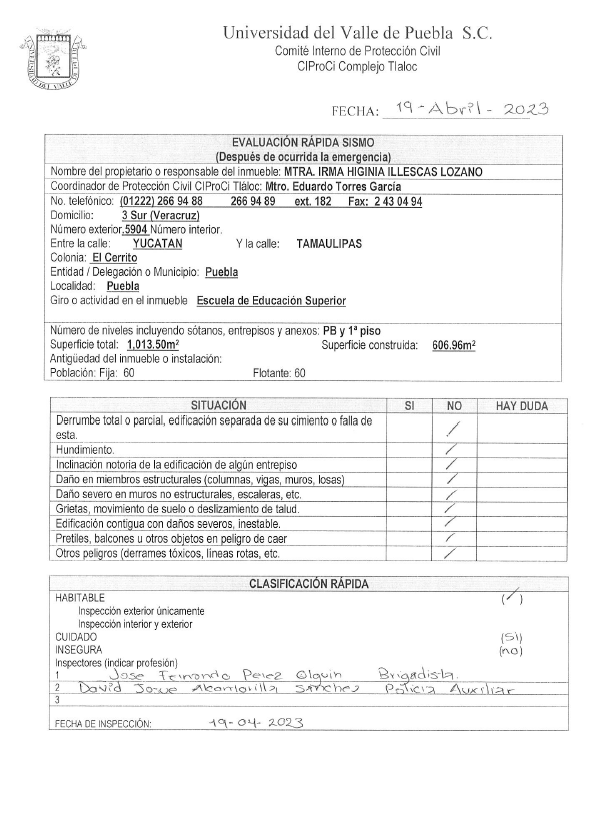 Universidad del Valle de Puebla S.C.
Comité Interno de Protección Civil
CIProCi Complejo Tlaloc
FECHA: 19-Abril-2023
EVALUACIÓN RÁPIDA SISMO
(Después de ocurrida la emergencia)
Nombre del propietario o responsable del inmueble: MTRA. IRMA HIGINIA ILLESCAS LOZANO
Coordinador de Protección Civil CIProCi Tláloc: Mtro. Eduardo Torres García
No. telefónico: (01222) 266 94 88 266 94 89 ext. 182 Fax: 2 43 04 94
Domicilio: 3 Sur (Veracruz)
Número exterior,5904 Número interior.
Entre la calle: YUCATAN Y la calle: TAMAULIPAS
Colonia: El Cerrito
Entidad / Delegación o Municipio: Puebla
Localidad: Puebla
Giro o actividad en el inmueble Escuela de Educación Superior
Número de niveles incluyendo sótanos, entrepisos y anexos: PB y 1ª piso
Superficie total: 1,013.50m² Superficie construida: 606.96m²
Antigüedad del inmueble o instalación:
Población: Fija: 60 Flotante: 60
SITUACIÓN SI NO HAY DUDA
Derrumbe total o parcial, edificación separada de su cimiento o falla de
esta.
Hundimiento.
Inclinación notoria de la edificación de algún entrepiso
Daño en miembros estructurales (columnas, vigas, muros, losas)
Daño severo en muros no estructurales, escaleras, etc.
Grietas, movimiento de suelo o deslizamiento de talud.
Edificación contigua con daños severos, inestable.
Pretiles, balcones u otros objetos en peligro de caer
Otros peligros (derrames tóxicos, líneas rotas, etc.
CLASIFICACIÓN RÁPIDA
HABITABLE (/)
Inspección exterior únicamente
Inspección interior y exterior
CUIDADO (SI)
INSEGURA (no)
Inspectores (indicar profesión)
1 Jose Fernando Perez Olguin Brigadista.
2 David Josue Sánchez Policia Auxiliar
3
FECHA DE INSPECCIÓN: 19-04-2023